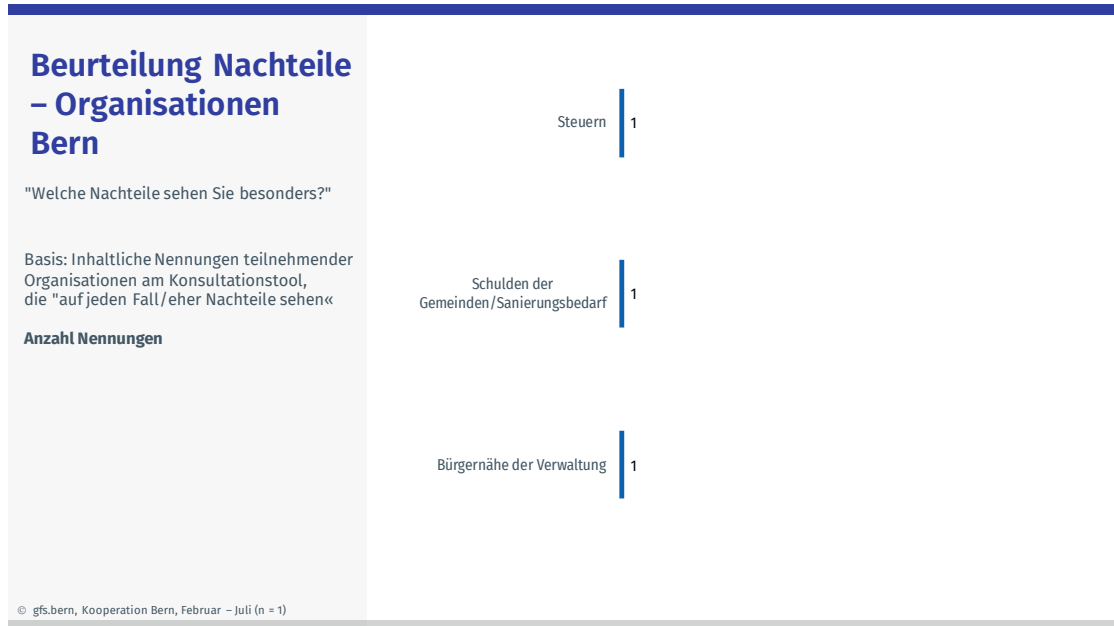 Beurteilung Nachteile
– Organisationen
Bern
"Welche Nachteile sehen Sie besonders?"
Basis: Inhaltliche Nennungen teilnehmender
Organisationen am Konsultationstool,
die "auf jeden Fall/eher Nachteile sehen«
Anzahl Nennungen
Steuern 1
Schulden der
Gemeinden/Sanierungsbedarf 1
Bürgernähe der Verwaltung 1
© gfs.bern, Kooperation Bern, Februar – Juli (n = 1)